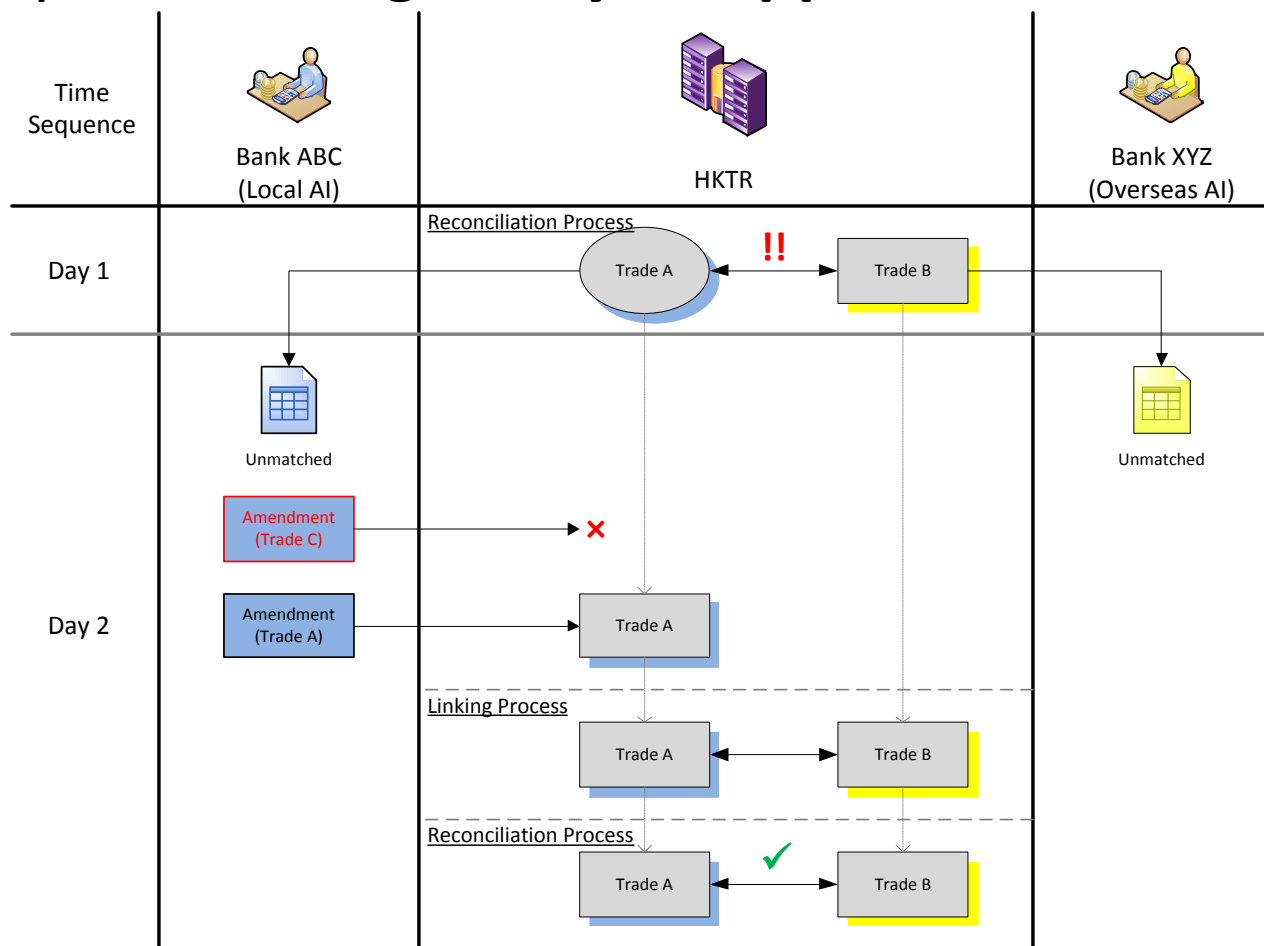 Time
Sequence
Bank ABC
(Local AI)
HKTR
Bank XYZ
(Overseas AI)
Day 1
Reconciliation Process
Trade A
!!
Trade B
Unmatched
Unmatched
Day 2
Amendment
(Trade C)
Amendment
(Trade A)
Trade A
Linking Process
Trade A
Trade B
Reconciliation Process
Trade A
Trade B